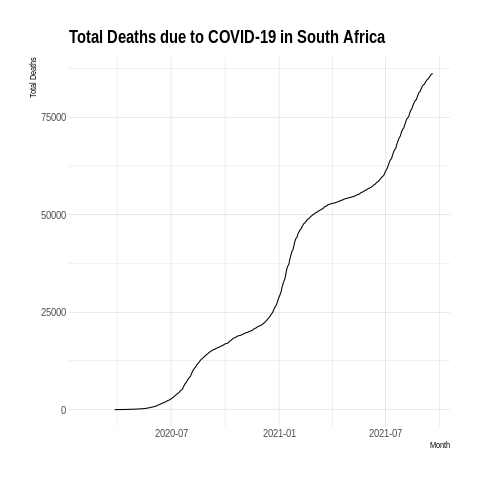 Total Deaths due to COVID-19 in South Africa
Total Deaths
75000
50000
25000
0
2020-07
2021-01
2021-07
Month